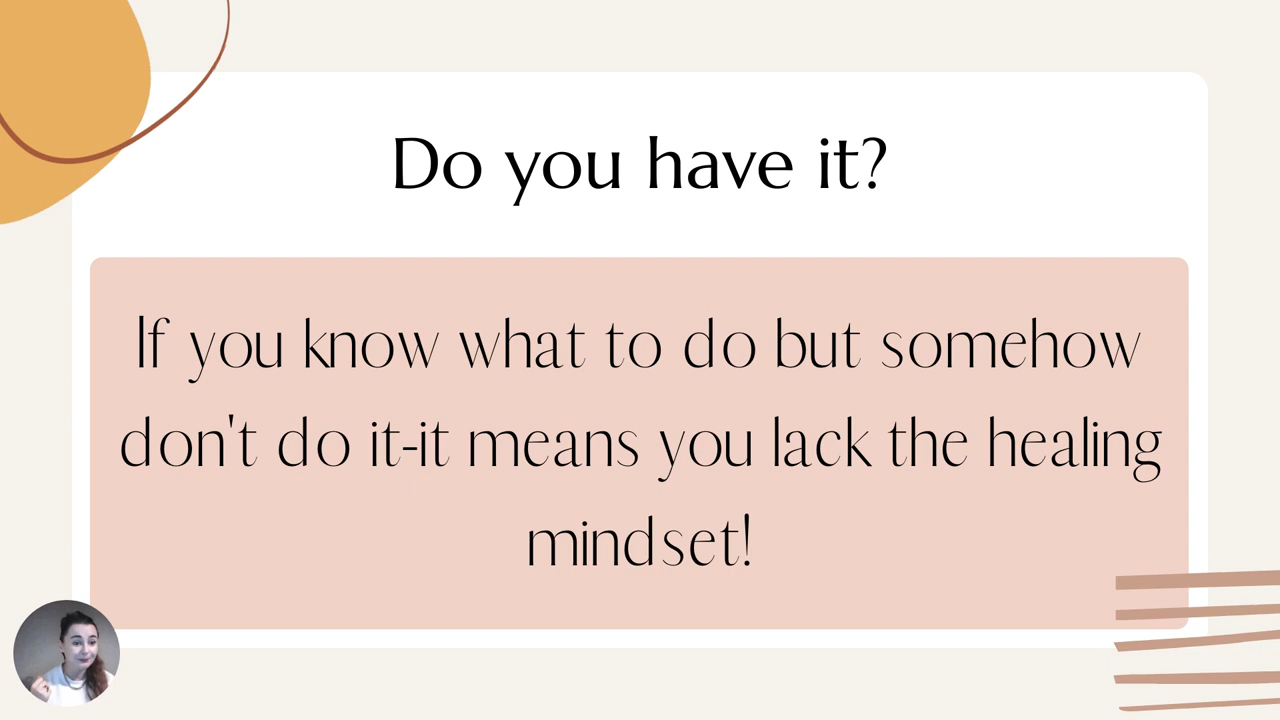 Do you have it?
If you know what to do but somehow
don't do it-it means you lack the healing
mindset!